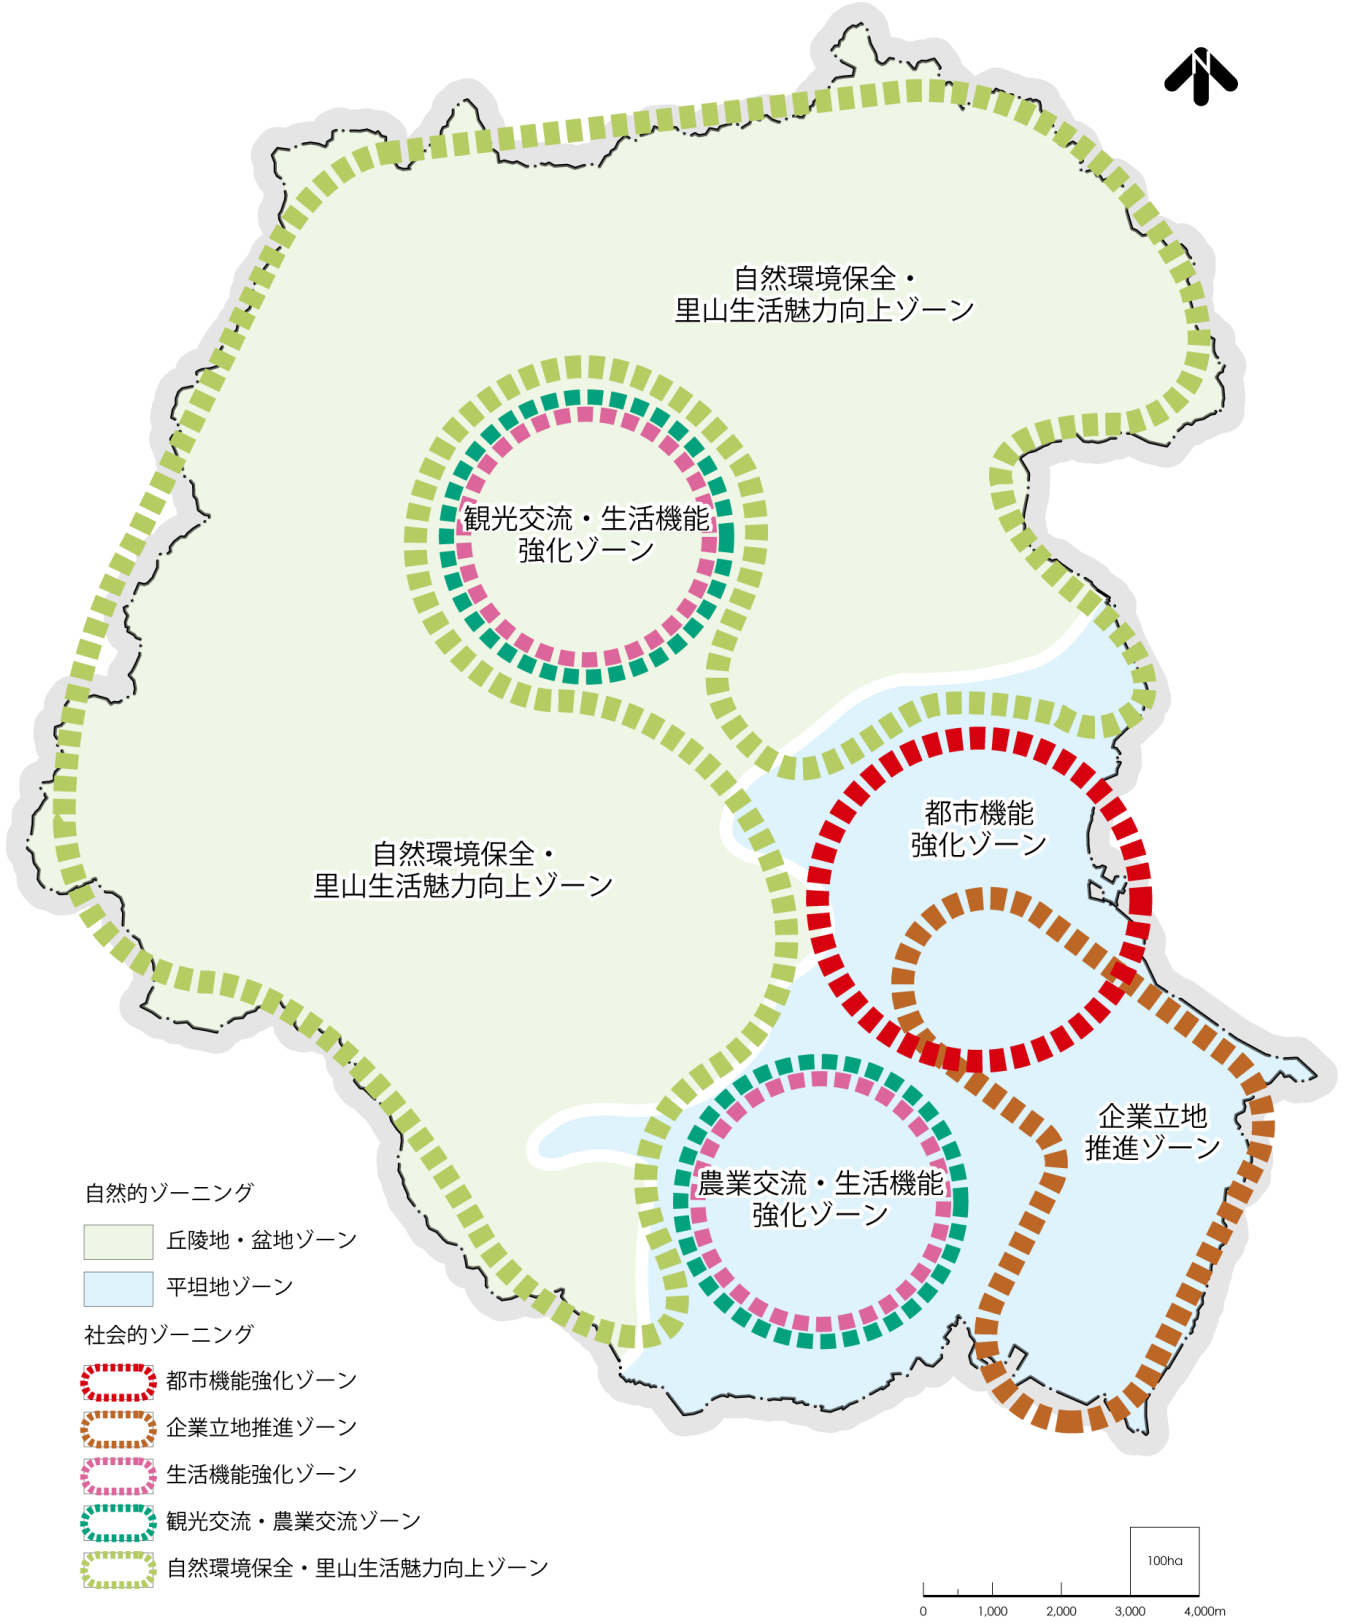 N
自然環境保全・
里山生活魅力向上ゾーン
観光交流・生活機能
強化ゾーン
都市機能
強化ゾーン
自然環境保全・
里山生活魅力向上ゾーン
企業立地
推進ゾーン
農業交流・生活機能
強化ゾーン
自然的ゾーニング
丘陵地・盆地ゾーン
平坦地ゾーン
社会的ゾーニング
都市機能強化ゾーン
企業立地推進ゾーン
生活機能強化ゾーン
観光交流・農業交流ゾーン
自然環境保全・里山生活魅力向上ゾーン
100ha
0 1,000 2,000 3,000 4,000m